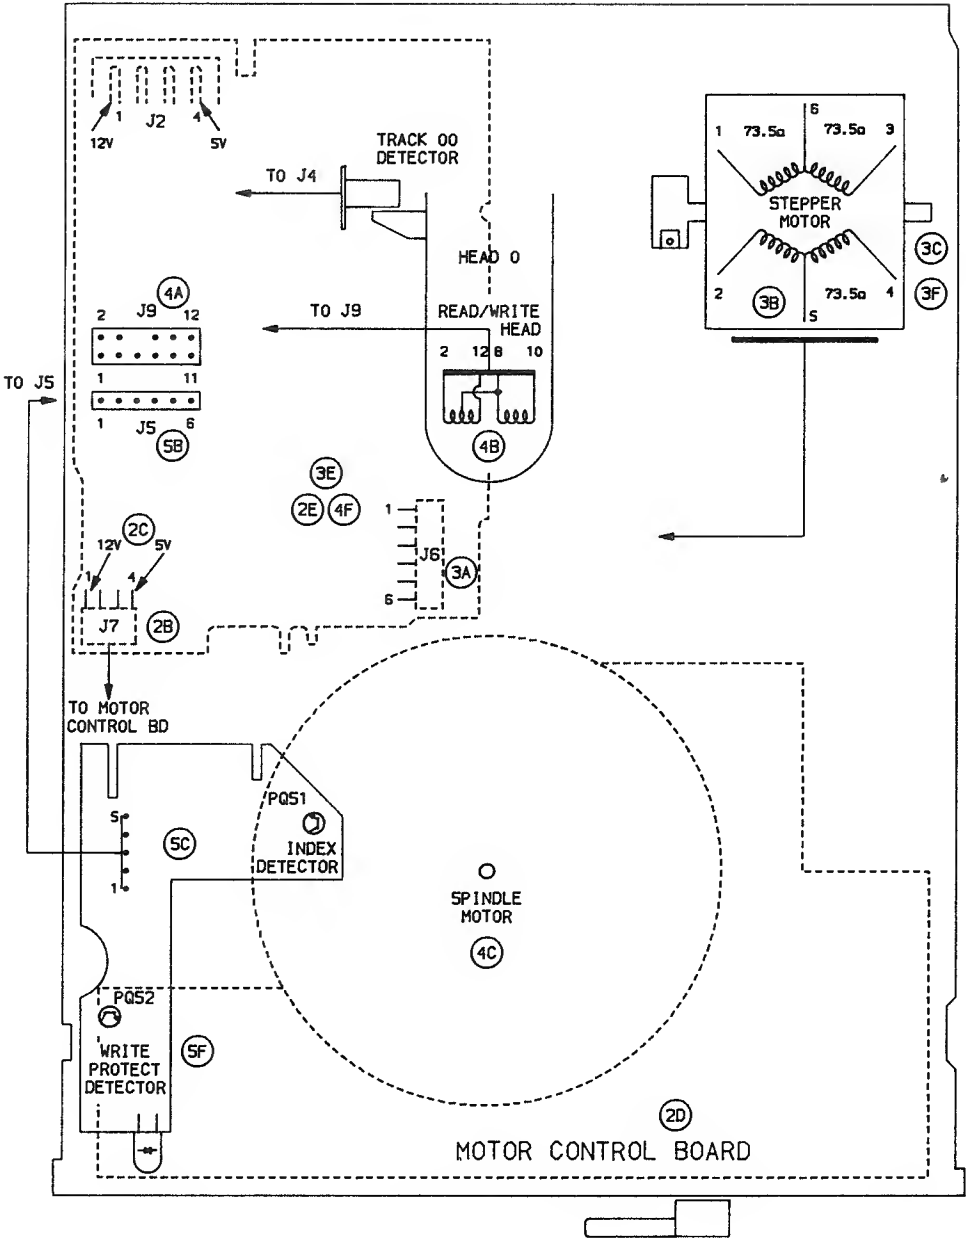 1 J2 4
12V 5V
TRACK 00
DETECTOR
TO J4
HEAD 0
1 73.5Ω 6 73.5Ω 3
STEPPER
MOTOR
2 3B 5 73.5Ω 4
3C
3F
4A
2 J9 12
1 11
TO J9
READ/WRITE
HEAD
2 12 8 10
4B
TO J5
1 J5 6
5B
3E
2E 4F
1
J6
6
3A
2C
12V 5V
1 4
J7
2B
TO MOTOR
CONTROL BD
PQS1
INDEX
DETECTOR
5
1
5C
SPINDLE
MOTOR
4C
PQS2
WRITE
PROTECT
DETECTOR
5F
2D
MOTOR CONTROL BOARD